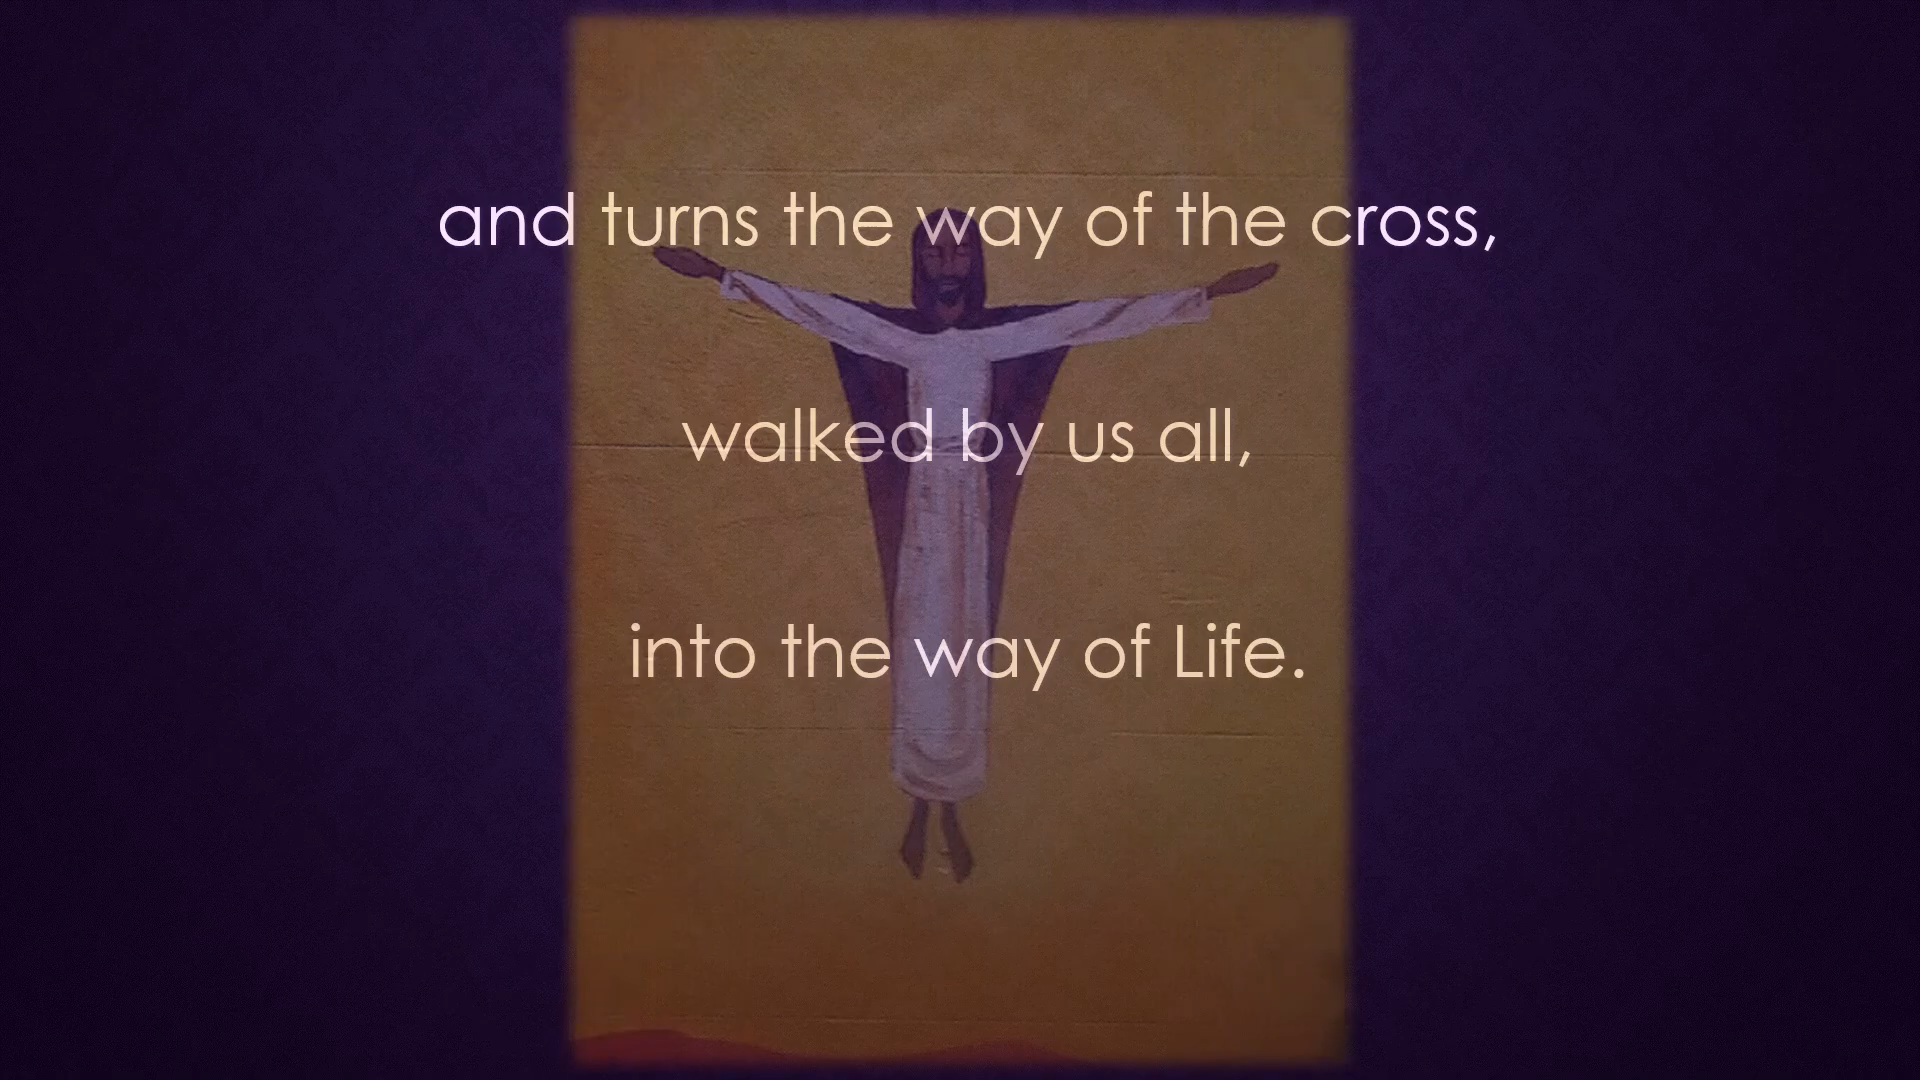 and turns the way of the cross,
walked by us all,
into the way of Life.